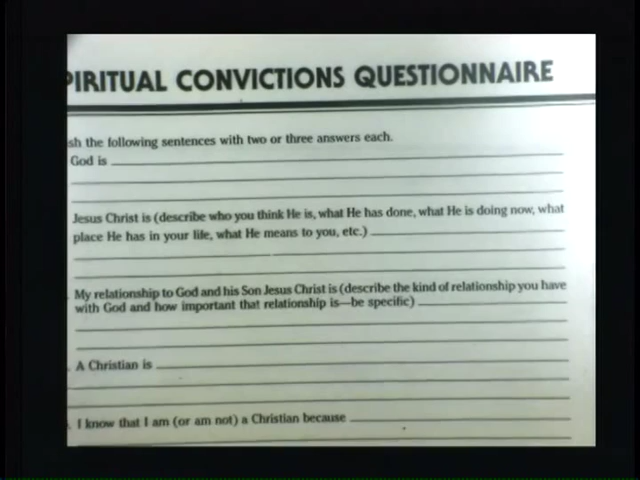 PIRITUAL CONVICTIONS QUESTIONNAIRE
sh the following sentences with two or three answers each.
God is
Jesus Christ is (describe who you think He is, what He has done, what He is doing now, what
place He has in your life, what He means to you, etc.)
My relationship to God and his Son Jesus Christ is (describe the kind of relationship you have
with God and how important that relationship is—be specific)
A Christian is
I know that I am (or am not) a Christian because